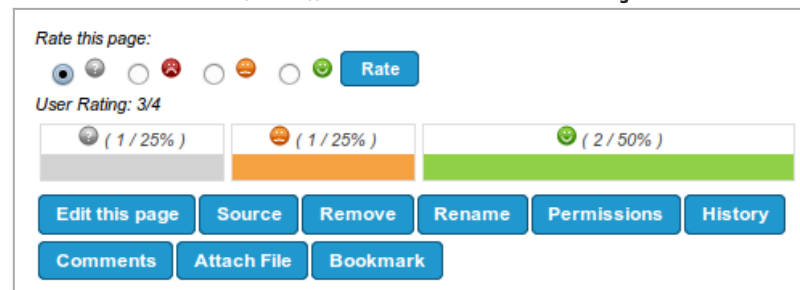 Rate this page:
Rate
User Rating: 3/4
( 1 / 25% ) ( 1 / 25% ) ( 2 / 50% )
Edit this page Source Remove Rename Permissions History
Comments Attach File Bookmark